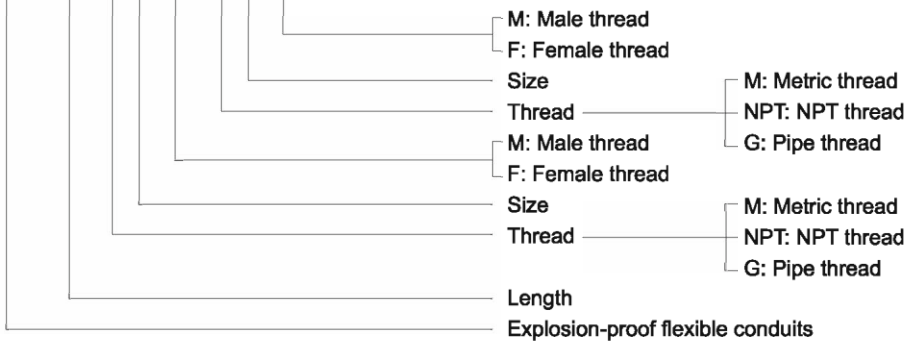 M: Male thread
F: Female thread
Size
M: Metric thread
Thread
NPT: NPT thread
G: Pipe thread
M: Male thread
F: Female thread
Size
M: Metric thread
Thread
NPT: NPT thread
G: Pipe thread
Length
Explosion-proof flexible conduits